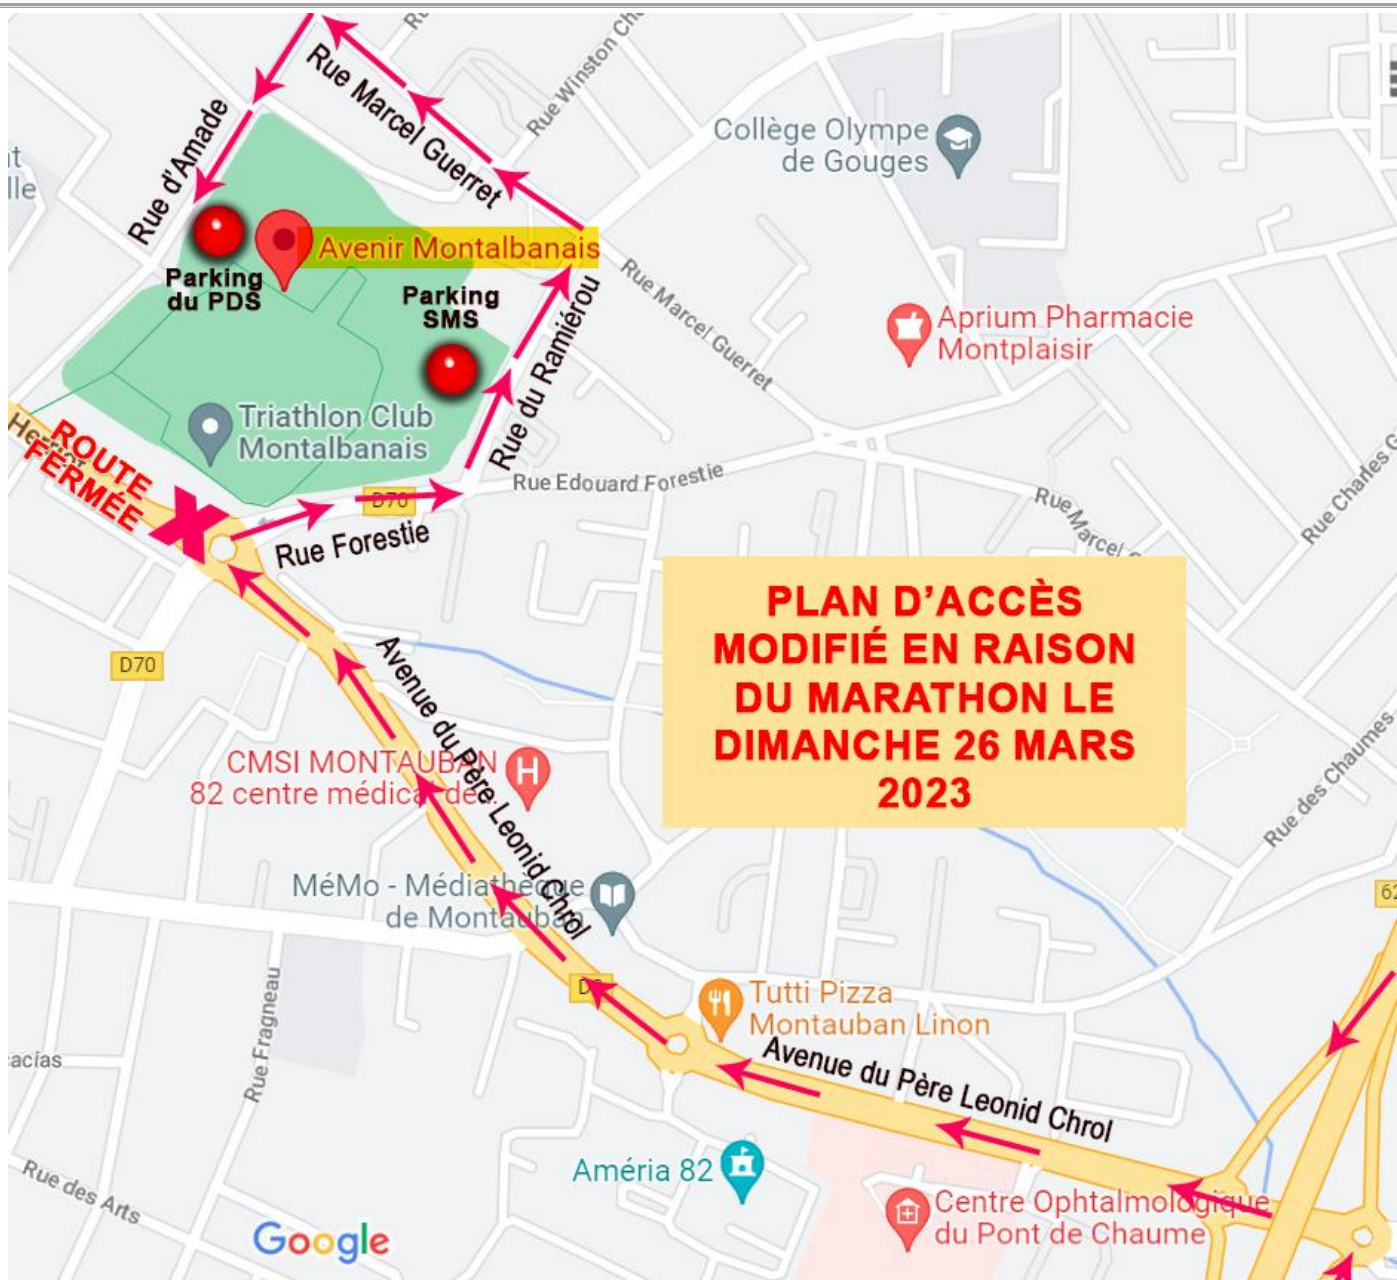 Rue Marcel Guerret
Rue Winston Ch
Rue d'Amade
Collège Olympe
de Gouges
Avenir Montalbanais
Parking
du PDS
Parking
SMS
Rue du Ramiérou
Rue Marcel Guerret
Aprium Pharmacie
Montplaisir
Triathlon Club
Montalbanais
ROUTE
FERMÉE
D70
Rue Forestie
Rue Edouard Forestie
Rue Marcel G
Rue Charles G
PLAN D'ACCÈS
MODIFIÉ EN RAISON
DU MARATHON LE
DIMANCHE 26 MARS
2023
D70
Avenue du Père Leonid Chrol
CMSI MONTAUBAN
82 centre médical de...
Rue des Chaumes
MéMo - Médiathèque
de Montauban
62
Rue Fragneau
Tutti Pizza
Montauban Linon
Avenue du Père Leonid Chrol
cacias
Rue des Arts
Améria 82
Centre Ophtalmologique
du Pont de Chaume
Google